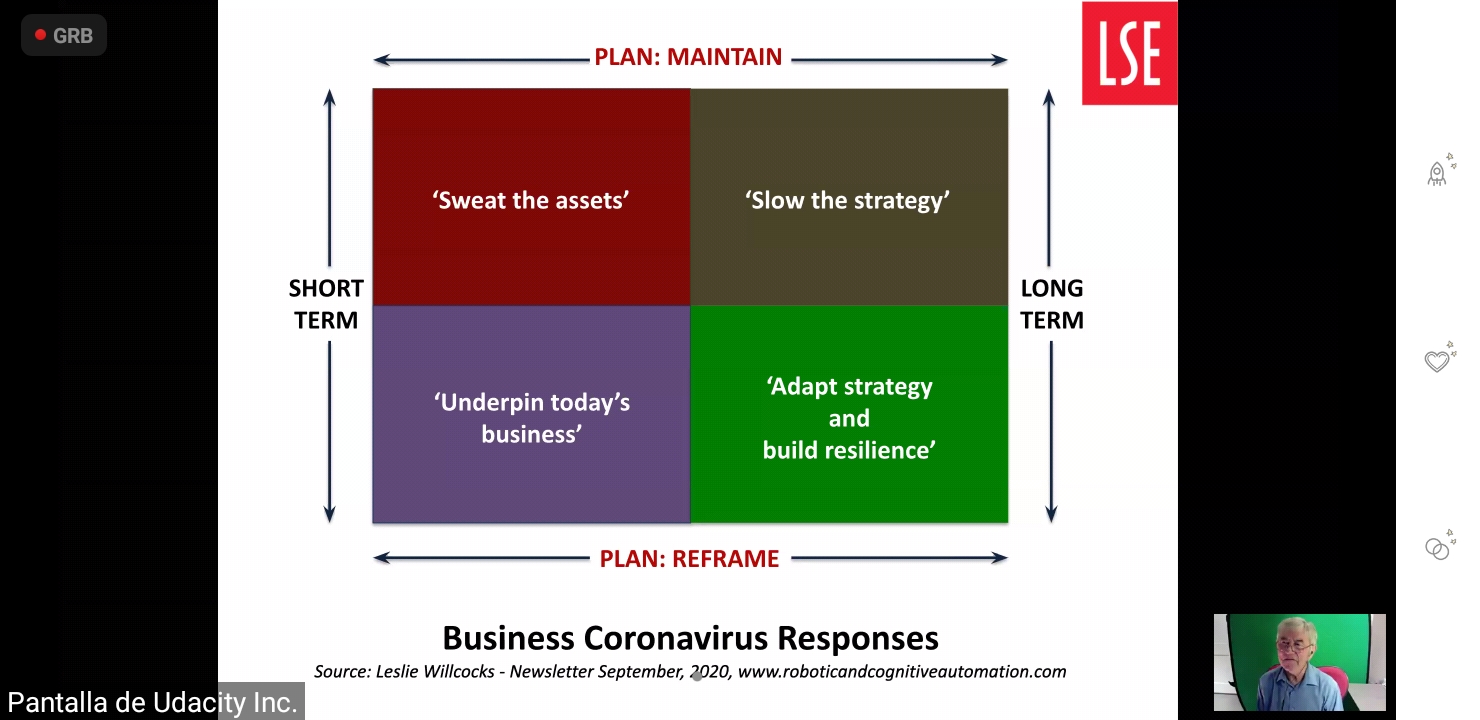 GRB
LSE
PLAN: MAINTAIN
‘Sweat the assets’
‘Slow the strategy’
SHORT
TERM
LONG
TERM
‘Underpin today’s
business’
‘Adapt strategy
and
build resilience’
PLAN: REFRAME
Business Coronavirus Responses
Source: Leslie Willcocks - Newsletter September, 2020, www.roboticandcognitiveautomation.com
Pantalla de Udacity Inc.